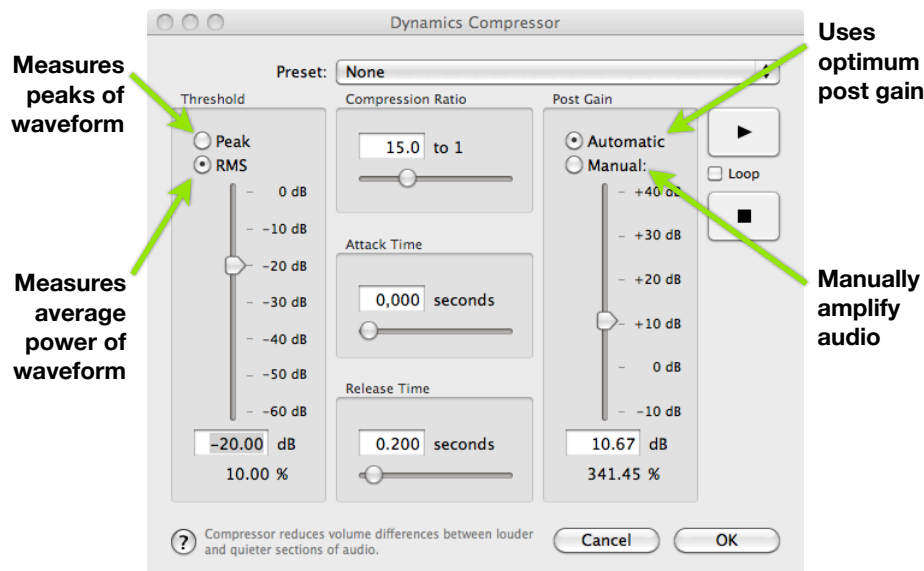 Dynamics Compressor
Measures
peaks of
waveform
Uses
optimum
post gain
Preset: None
Threshold
Peak
RMS
0 dB
-10 dB
-20 dB
-30 dB
-40 dB
-50 dB
-60 dB
-20.00 dB
10.00 %
Measures
average
power of
waveform
Compression Ratio
15.0 to 1
Attack Time
0,000 seconds
Release Time
0.200 seconds
Post Gain
Automatic
Manual:
+40 dB
+30 dB
+20 dB
+10 dB
0 dB
-10 dB
10.67 dB
341.45 %
Loop
Manually
amplify
audio
?
Compressor reduces volume differences between louder
and quieter sections of audio.
Cancel
OK